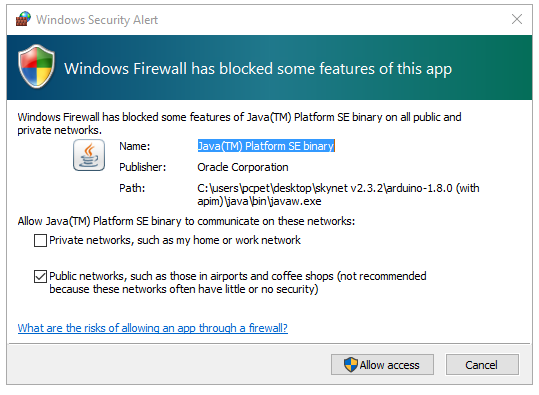 Windows Security Alert
Windows Firewall has blocked some features of this app
Windows Firewall has blocked some features of Java(TM) Platform SE binary on all public and
private networks.
Name: Java(TM) Platform SE binary
Publisher: Oracle Corporation
Path: C:\users\pcpet\desktop\skynet v2.3.2\arduino-1.8.0 (with
apim)\java\bin\javaw.exe
Allow Java(TM) Platform SE binary to communicate on these networks:
Private networks, such as my home or work network
Public networks, such as those in airports and coffee shops (not recommended
because these networks often have little or no security)
What are the risks of allowing an app through a firewall?
Allow access Cancel